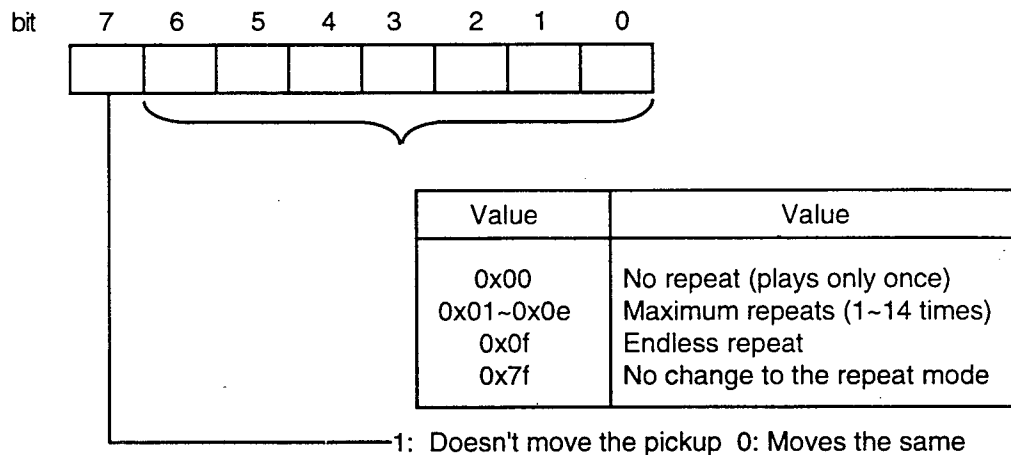 bit 7 6 5 4 3 2 1 0
Value Value
0x00 No repeat (plays only once)
0x01~0x0e Maximum repeats (1~14 times)
0x0f Endless repeat
0x7f No change to the repeat mode
1: Doesn't move the pickup 0: Moves the same